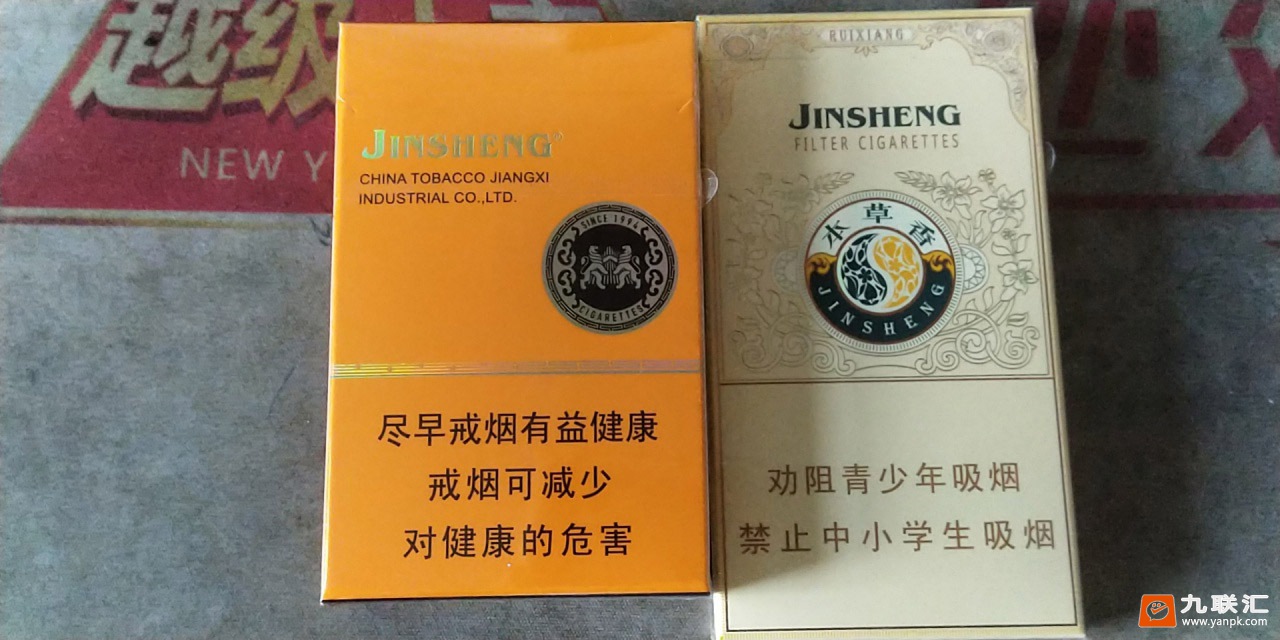 越级
NEW Y
JINSHENG®
CHINA TOBACCO JIANGXI
INDUSTRIAL CO.,LTD.
SINCE 1994
CIGARETTES
尽早戒烟有益健康
戒烟可减少
对健康的危害
RUIXIANG
JINSHENG
FILTER CIGARETTES
本草香
JINSHENG
劝阻青少年吸烟
禁止中小学生吸烟
九联汇
www.yanpk.com